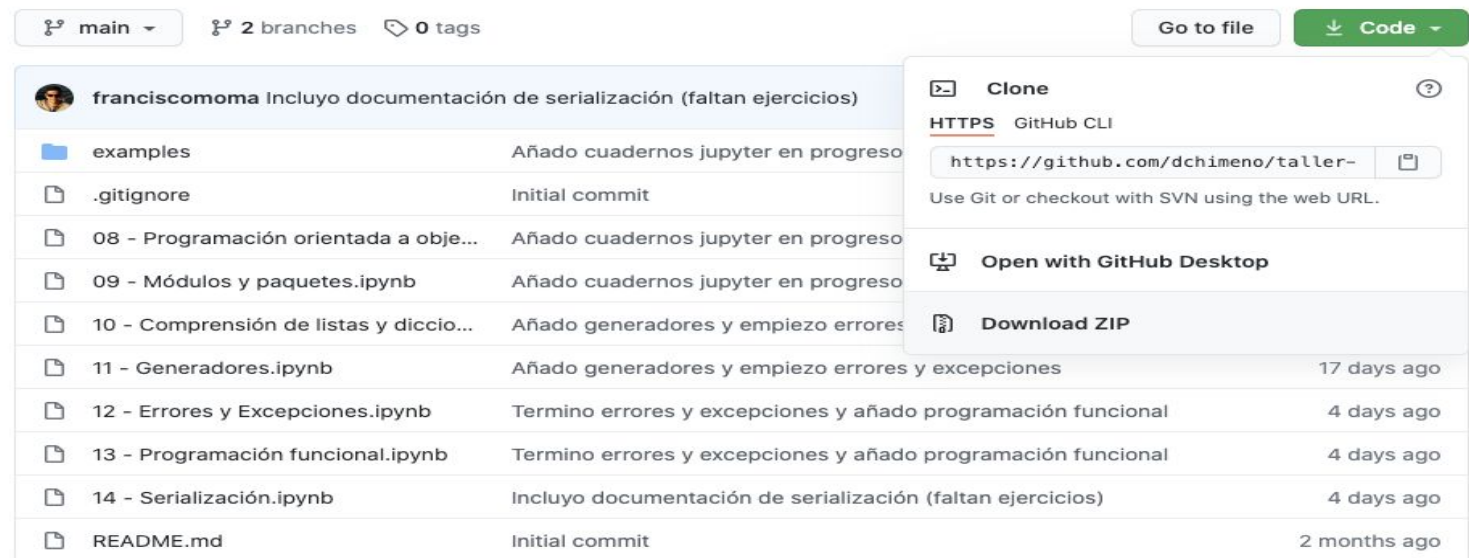 main
2 branches
0 tags
Go to file
Code
franciscomoma Incluyo documentación de serialización (faltan ejercicios)
examples Añado cuadernos jupyter en progreso
.gitignore Initial commit
08 - Programación orientada a obje... Añado cuadernos jupyter en progreso
09 - Módulos y paquetes.ipynb Añado cuadernos jupyter en progreso
10 - Comprensión de listas y diccio... Añado generadores y empiezo errores
11 - Generadores.ipynb Añado generadores y empiezo errores y excepciones 17 days ago
12 - Errores y Excepciones.ipynb Termino errores y excepciones y añado programación funcional 4 days ago
13 - Programación funcional.ipynb Termino errores y excepciones y añado programación funcional 4 days ago
14 - Serialización.ipynb Incluyo documentación de serialización (faltan ejercicios) 4 days ago
README.md Initial commit 2 months ago
Clone
HTTPS GitHub CLI
https://github.com/dchimeno/taller-
Use Git or checkout with SVN using the web URL.
Open with GitHub Desktop
Download ZIP